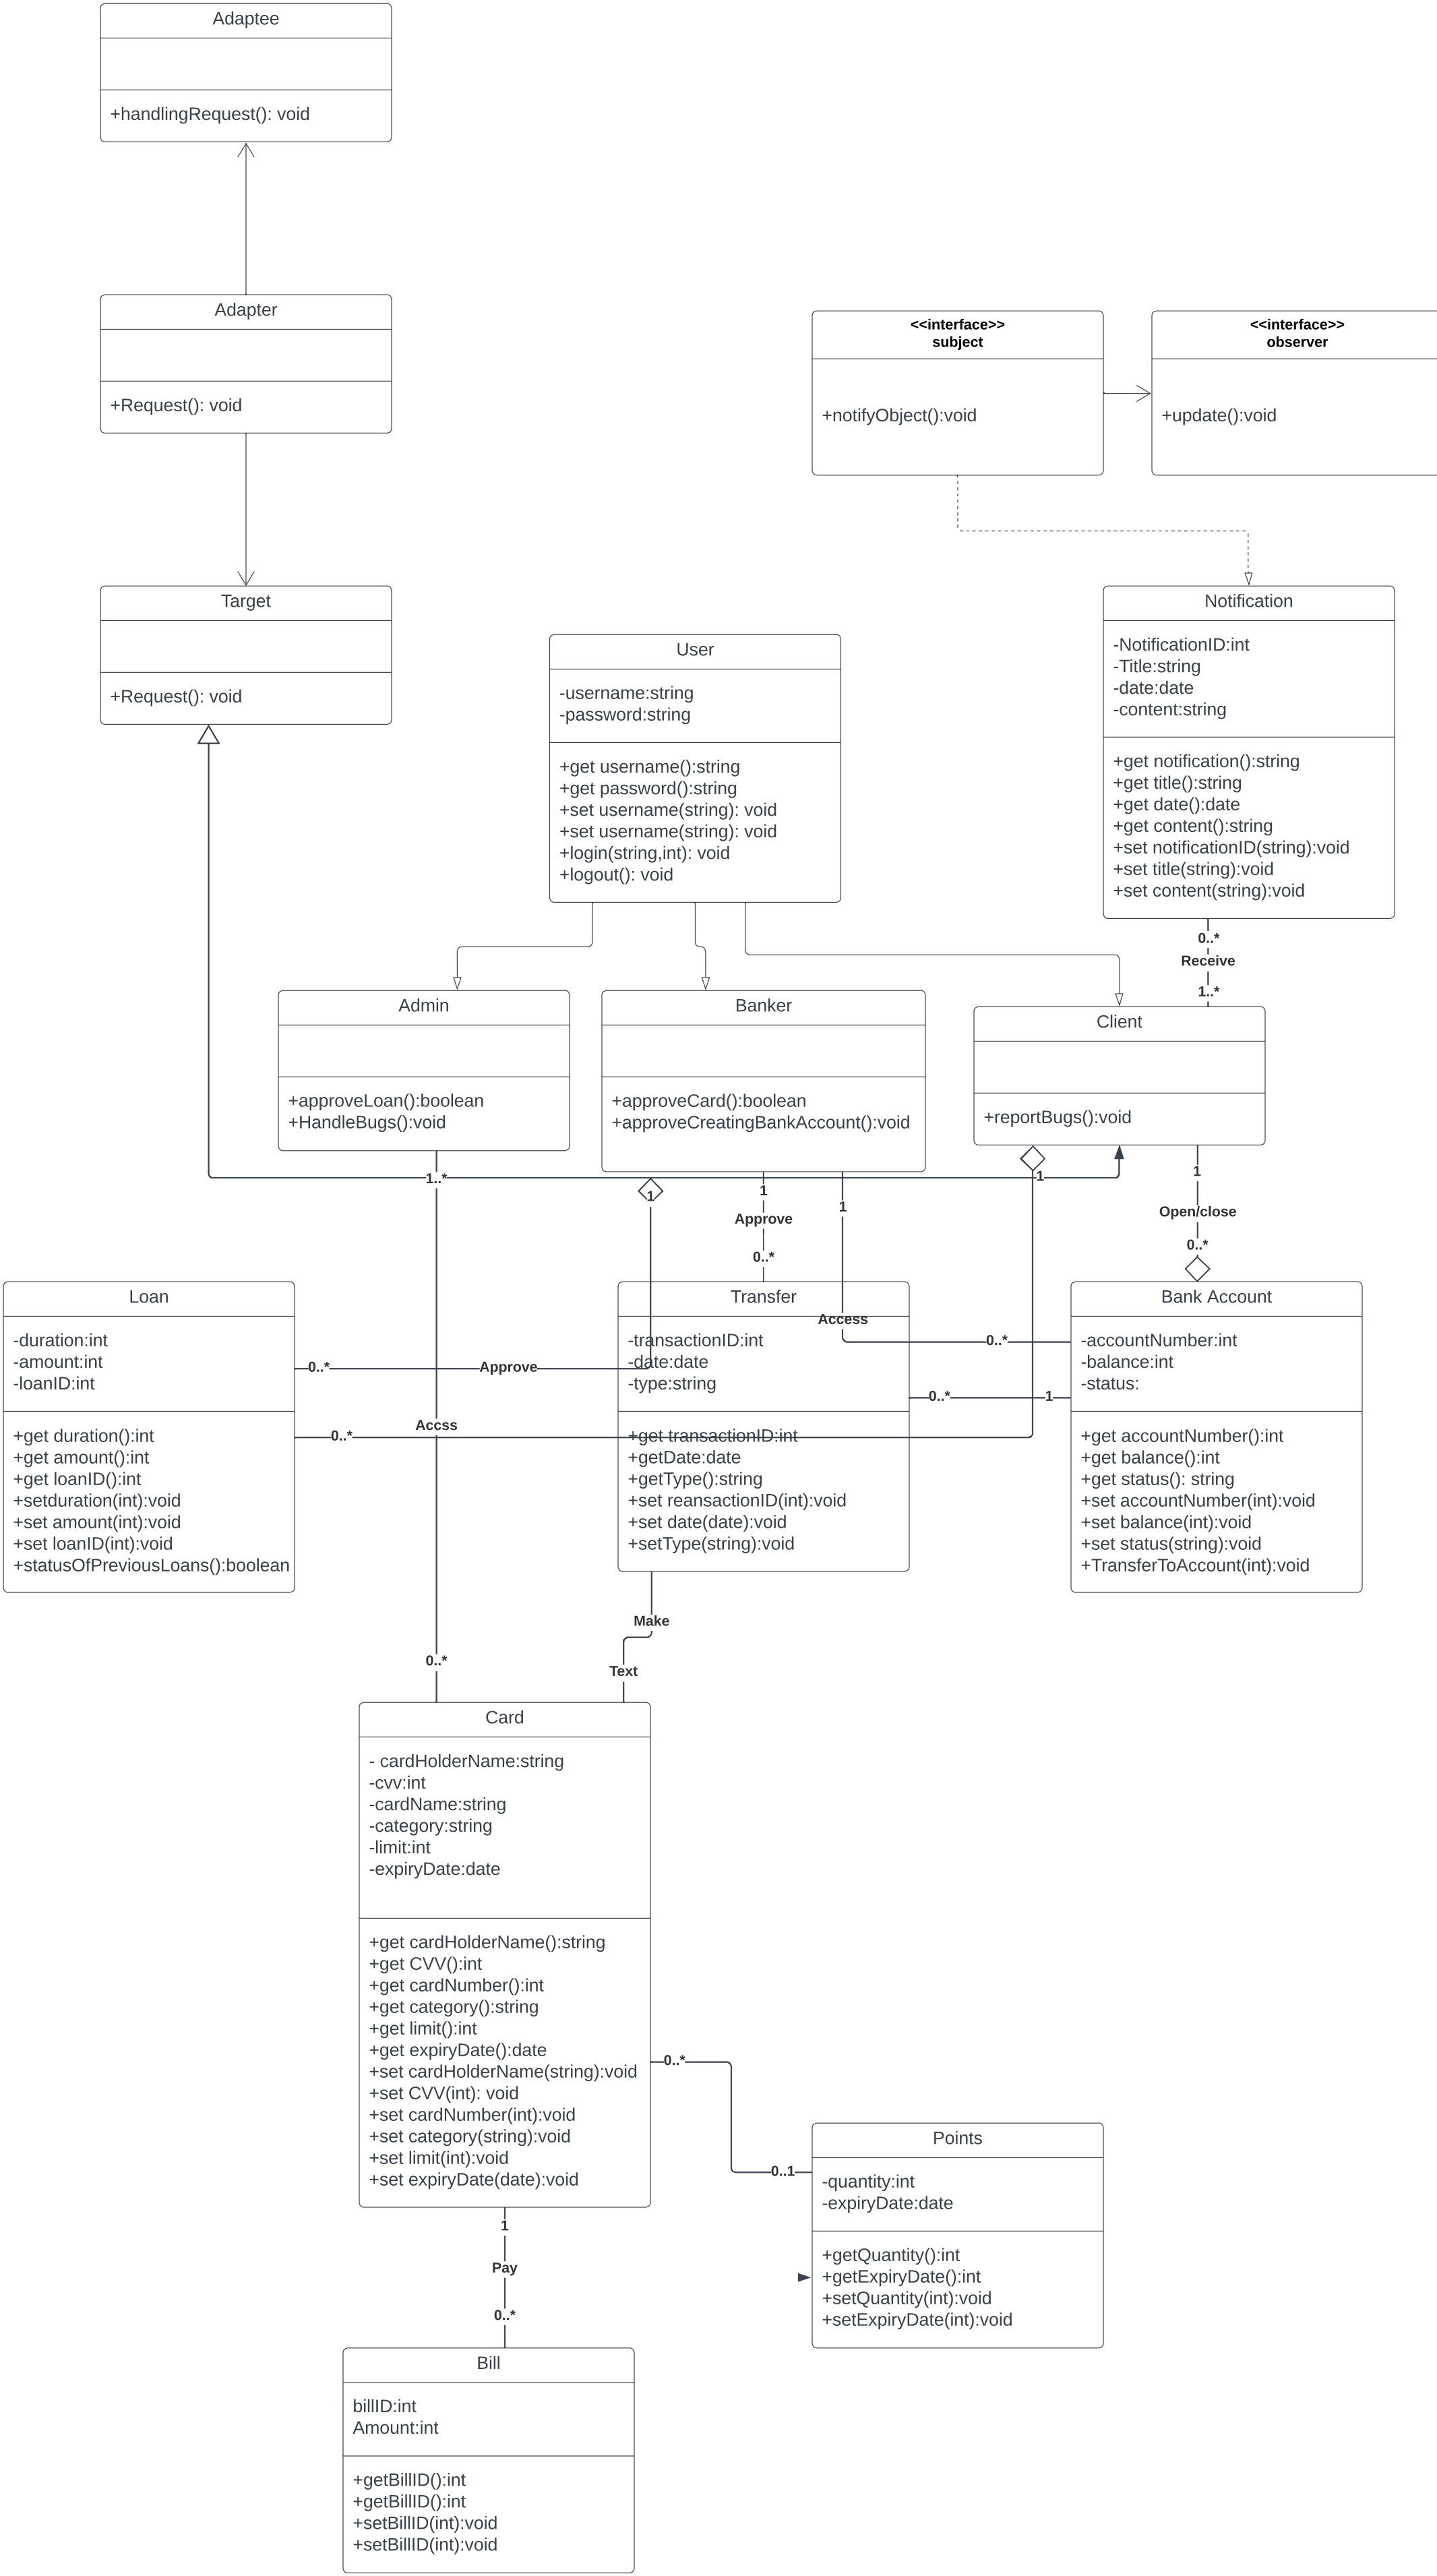 Adaptee
+handlingRequest(): void
Adapter
+Request(): void
<<interface>>
subject
+notifyObject():void
<<interface>>
observer
+update():void
Target
+Request(): void
User
-username:string
-password:string
+get username():string
+get password():string
+set username(string): void
+set username(string): void
+login(string,int): void
+logout(): void
Notification
-NotificationID:int
-Title:string
-date:date
-content:string
+get notification():string
+get title():string
+get date():date
+get content():string
+set notificationID(string):void
+set title(string):void
+set content(string):void
0..*
Receive
1..*
Admin
+approveLoan():boolean
+HandleBugs():void
Banker
+approveCard():boolean
+approveCreatingBankAccount():void
Client
+reportBugs():void
1..*
1
1
Approve
0..*
1
Access
0..*
1
1
Open/close
0..*
Loan
-duration:int
-amount:int
-loanID:int
+get duration():int
+get amount():int
+get loanID():int
+setduration(int):void
+set amount(int):void
+set loanID(int):void
+statusOfPreviousLoans():boolean
0..*
Approve
0..*
Accss
0..*
Transfer
-transactionID:int
-date:date
-type:string
+get transactionID:int
+getDate:date
+getType():string
+set reansactionID(int):void
+set date(date):void
+setType(string):void
0..*
1
Bank Account
-accountNumber:int
-balance:int
-status:
+get accountNumber():int
+get balance():int
+get status(): string
+set accountNumber(int):void
+set balance(int):void
+set status(string):void
+TransferToAccount(int):void
Make
Text
Card
- cardHolderName:string
-cvv:int
-cardName:string
-category:string
-limit:int
-expiryDate:date
+get cardHolderName():string
+get CVV():int
+get cardNumber():int
+get category():string
+get limit():int
+get expiryDate():date
+set cardHolderName(string):void
+set CVV(int): void
+set cardNumber(int):void
+set category(string):void
+set limit(int):void
+set expiryDate(date):void
0..*
0..1
Points
-quantity:int
-expiryDate:date
+getQuantity():int
+getExpiryDate():int
+setQuantity(int):void
+setExpiryDate(int):void
1
Pay
0..*
Bill
billID:int
Amount:int
+getBillID():int
+getBillID():int
+setBillID(int):void
+setBillID(int):void